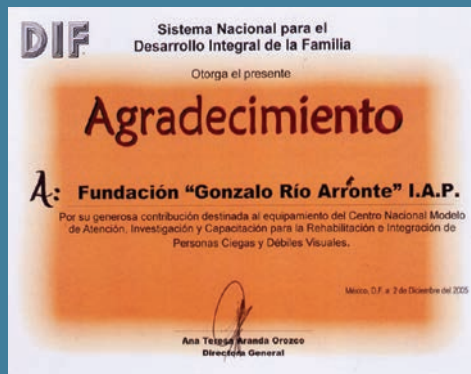 DIF
Sistema Nacional para el
Desarrollo Integral de la Familia
Otorga el presente
Agradecimiento
A: Fundación "Gonzalo Río Arronte" I.A.P.
Por su generosa contribución destinada al equipamiento del Centro Nacional Modelo
de Atención, Investigación y Capacitación para la Rehabilitación e Integración de
Personas Ciegas y Débiles Visuales.
México, D.F. a 2 de Diciembre del 2005
Ana Teresa Aranda Orozco
Directora General